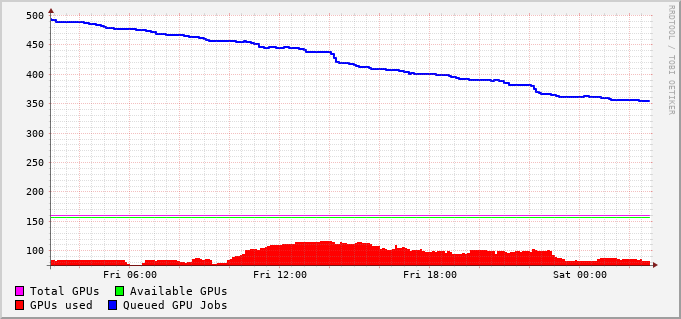 500
450
400
350
300
250
200
150
100
Fri 06:00 Fri 12:00 Fri 18:00 Sat 00:00
Total GPUs Available GPUs
GPUs used Queued GPU Jobs
RRDTOOL / TOBI OETIKER